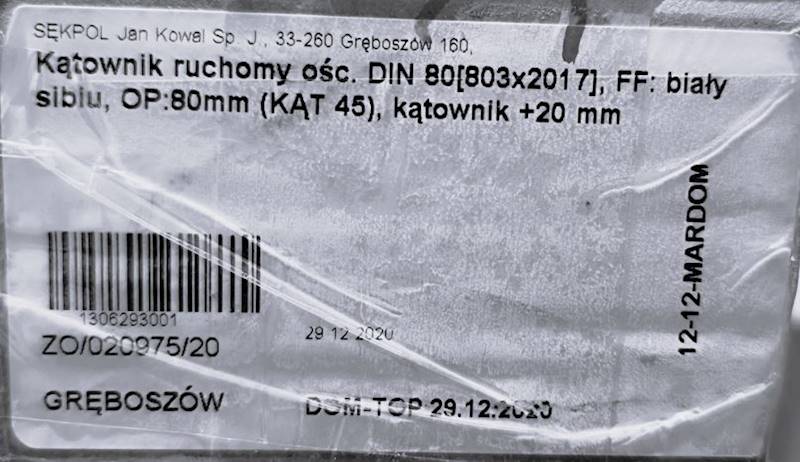 SĘKPOL Jan Kowal Sp. J., 33-260 Gręboszów 160,
Kątownik ruchomy ośc. DIN 80[803x2017], FF: biały
sibiu, OP:80mm (KĄT 45), kątownik +20 mm
12-12-MARDOM
1306293001
29 12 2020
ZO/020975/20
GRĘBOSZÓW
DOM-TOP 29.12.2020